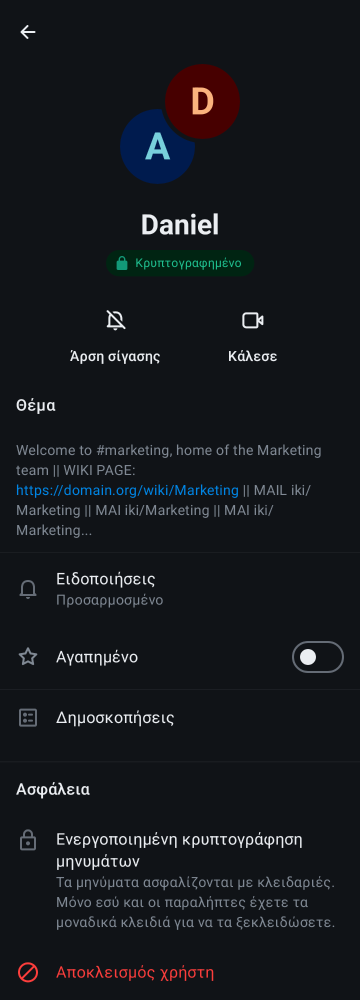 D
A
Daniel
Κρυπτογραφημένο
Άρση σίγασης
Κάλεσε
Θέμα
Welcome to #marketing, home of the Marketing
team || WIKI PAGE:
https://domain.org/wiki/Marketing || MAIL iki/
Marketing || MAI iki/Marketing || MAI iki/
Marketing...
Ειδοποιήσεις
Προσαρμοσμένο
Αγαπημένο
Δημοσκοπήσεις
Ασφάλεια
Ενεργοποιημένη κρυπτογράφηση
μηνυμάτων
Τα μηνύματα ασφαλίζονται με κλειδαριές.
Μόνο εσύ και οι παραλήπτες έχετε τα
μοναδικά κλειδιά για να τα ξεκλειδώσετε.
Αποκλεισμός χρήστη